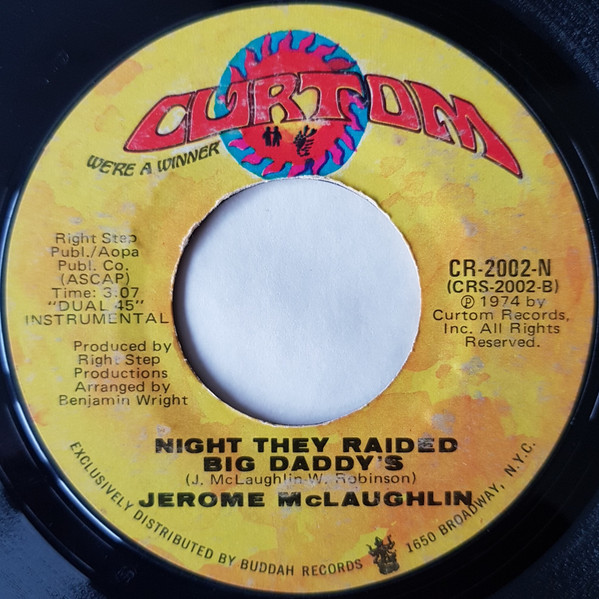 CURTOM
WE'RE A WINNER
Right Step
Publ./Aopa
Publ. Co.
(ASCAP)
Time: 3:07
"DUAL 45"
INSTRUMENTAL
Produced by
Right Step
Productions
Arranged by
Benjamin Wright
CR-2002-N
(CRS-2002-B)
Ⓟ 1974 by
Curtom Records,
Inc. All Rights
Reserved.
NIGHT THEY RAIDED
BIG DADDY'S
(J. McLaughlin-W. Robinson)
JEROME McLAUGHLIN
EXCLUSIVELY DISTRIBUTED BY BUDDAH RECORDS 1650 BROADWAY, N.Y.C.